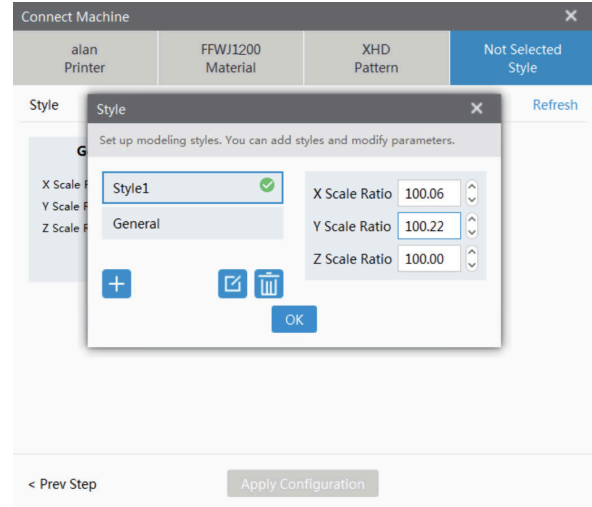 Connect Machine
alan
Printer
FFWJ1200
Material
XHD
Pattern
Not Selected
Style
Style
Refresh
Style
Set up modeling styles. You can add styles and modify parameters.
G
X Scale
Y Scale
Z Scale
Style1
General
X Scale Ratio 100.06
Y Scale Ratio 100.22
Z Scale Ratio 100.00
OK
< Prev Step
Apply Configuration